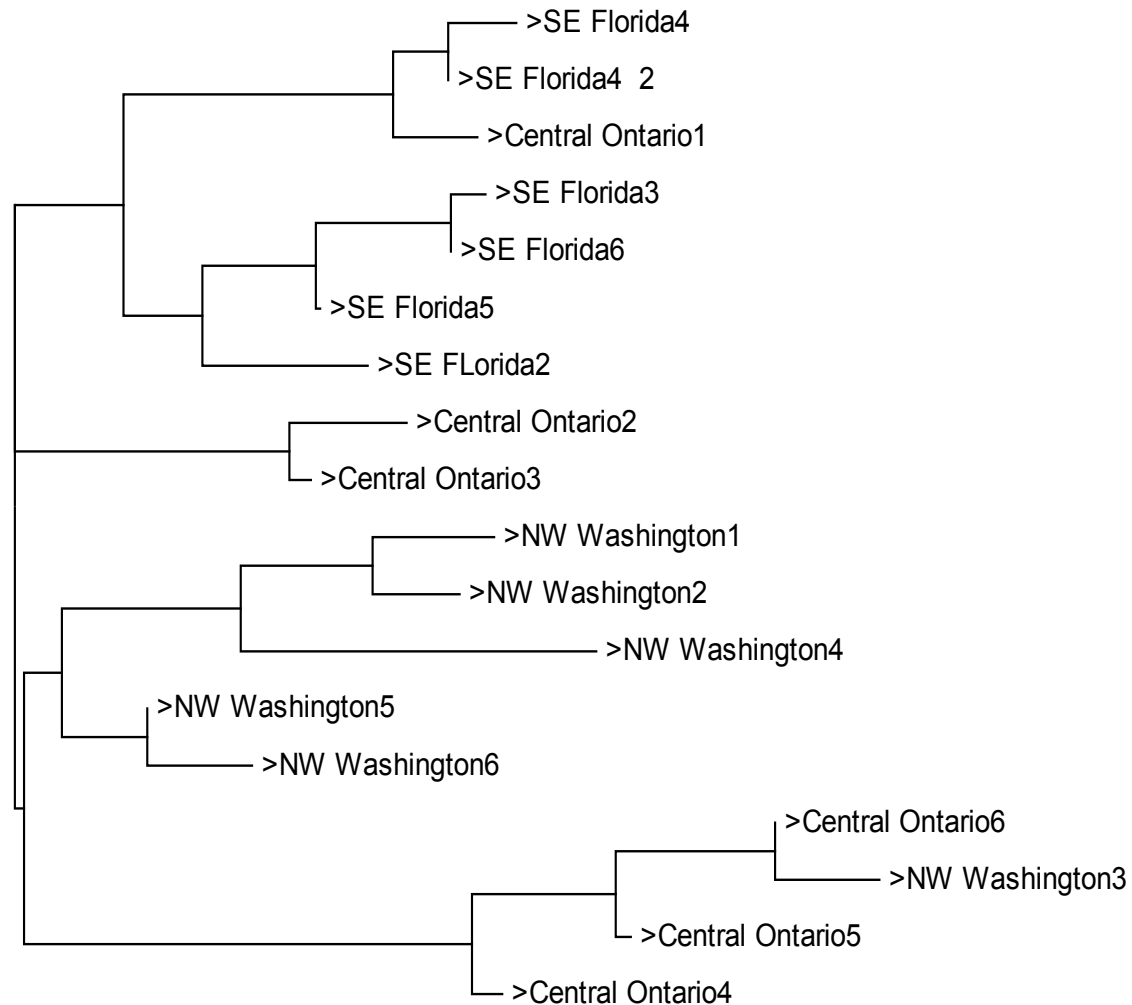 >SE Florida4
>SE Florida4 2
>Central Ontario1
>SE Florida3
>SE Florida6
>SE Florida5
>SE FLorida2
>Central Ontario2
>Central Ontario3
>NW Washington1
>NW Washington2
>NW Washington4
>NW Washington5
>NW Washington6
>Central Ontario6
>NW Washington3
>Central Ontario5
>Central Ontario4